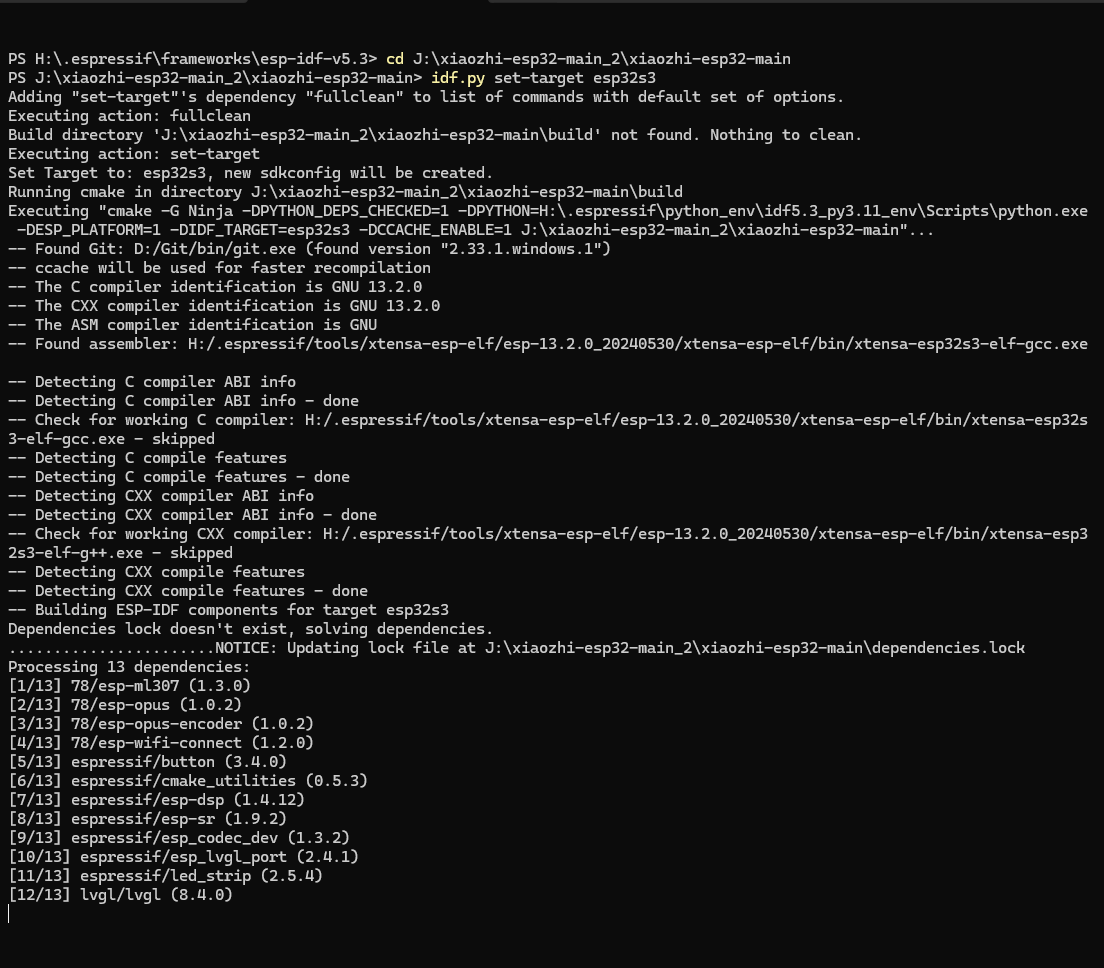 PS H:\.espressif\frameworks\esp-idf-v5.3> cd J:\xiaozhi-esp32-main_2\xiaozhi-esp32-main
PS J:\xiaozhi-esp32-main_2\xiaozhi-esp32-main> idf.py set-target esp32s3
Adding "set-target"'s dependency "fullclean" to list of commands with default set of options.
Executing action: fullclean
Build directory 'J:\xiaozhi-esp32-main_2\xiaozhi-esp32-main\build' not found. Nothing to clean.
Executing action: set-target
Set Target to: esp32s3, new sdkconfig will be created.
Running cmake in directory J:\xiaozhi-esp32-main_2\xiaozhi-esp32-main\build
Executing "cmake -G Ninja -DPYTHON_DEPS_CHECKED=1 -DPYTHON=H:\.espressif\python_env\idf5.3_py3.11_env\Scripts\python.exe
 -DESP_PLATFORM=1 -DIDF_TARGET=esp32s3 -DCCACHE_ENABLE=1 J:\xiaozhi-esp32-main_2\xiaozhi-esp32-main"...
-- Found Git: D:/Git/bin/git.exe (found version "2.33.1.windows.1")
-- ccache will be used for faster recompilation
-- The C compiler identification is GNU 13.2.0
-- The CXX compiler identification is GNU 13.2.0
-- The ASM compiler identification is GNU
-- Found assembler: H:/.espressif/tools/xtensa-esp-elf/esp-13.2.0_20240530/xtensa-esp-elf/bin/xtensa-esp32s3-elf-gcc.exe
-- Detecting C compiler ABI info
-- Detecting C compiler ABI info - done
-- Check for working C compiler: H:/.espressif/tools/xtensa-esp-elf/esp-13.2.0_20240530/xtensa-esp-elf/bin/xtensa-esp32s
3-elf-gcc.exe - skipped
-- Detecting C compile features
-- Detecting C compile features - done
-- Detecting CXX compiler ABI info
-- Detecting CXX compiler ABI info - done
-- Check for working CXX compiler: H:/.espressif/tools/xtensa-esp-elf/esp-13.2.0_20240530/xtensa-esp-elf/bin/xtensa-esp3
2s3-elf-g++.exe - skipped
-- Detecting CXX compile features
-- Detecting CXX compile features - done
-- Building ESP-IDF components for target esp32s3
Dependencies lock doesn't exist, solving dependencies.
.......................NOTICE: Updating lock file at J:\xiaozhi-esp32-main_2\xiaozhi-esp32-main\dependencies.lock
Processing 13 dependencies:
[1/13] 78/esp-ml307 (1.3.0)
[2/13] 78/esp-opus (1.0.2)
[3/13] 78/esp-opus-encoder (1.0.2)
[4/13] 78/esp-wifi-connect (1.2.0)
[5/13] espressif/button (3.4.0)
[6/13] espressif/cmake_utilities (0.5.3)
[7/13] espressif/esp-dsp (1.4.12)
[8/13] espressif/esp-sr (1.9.2)
[9/13] espressif/esp_codec_dev (1.3.2)
[10/13] espressif/esp_lvgl_port (2.4.1)
[11/13] espressif/led_strip (2.5.4)
[12/13] lvgl/lvgl (8.4.0)